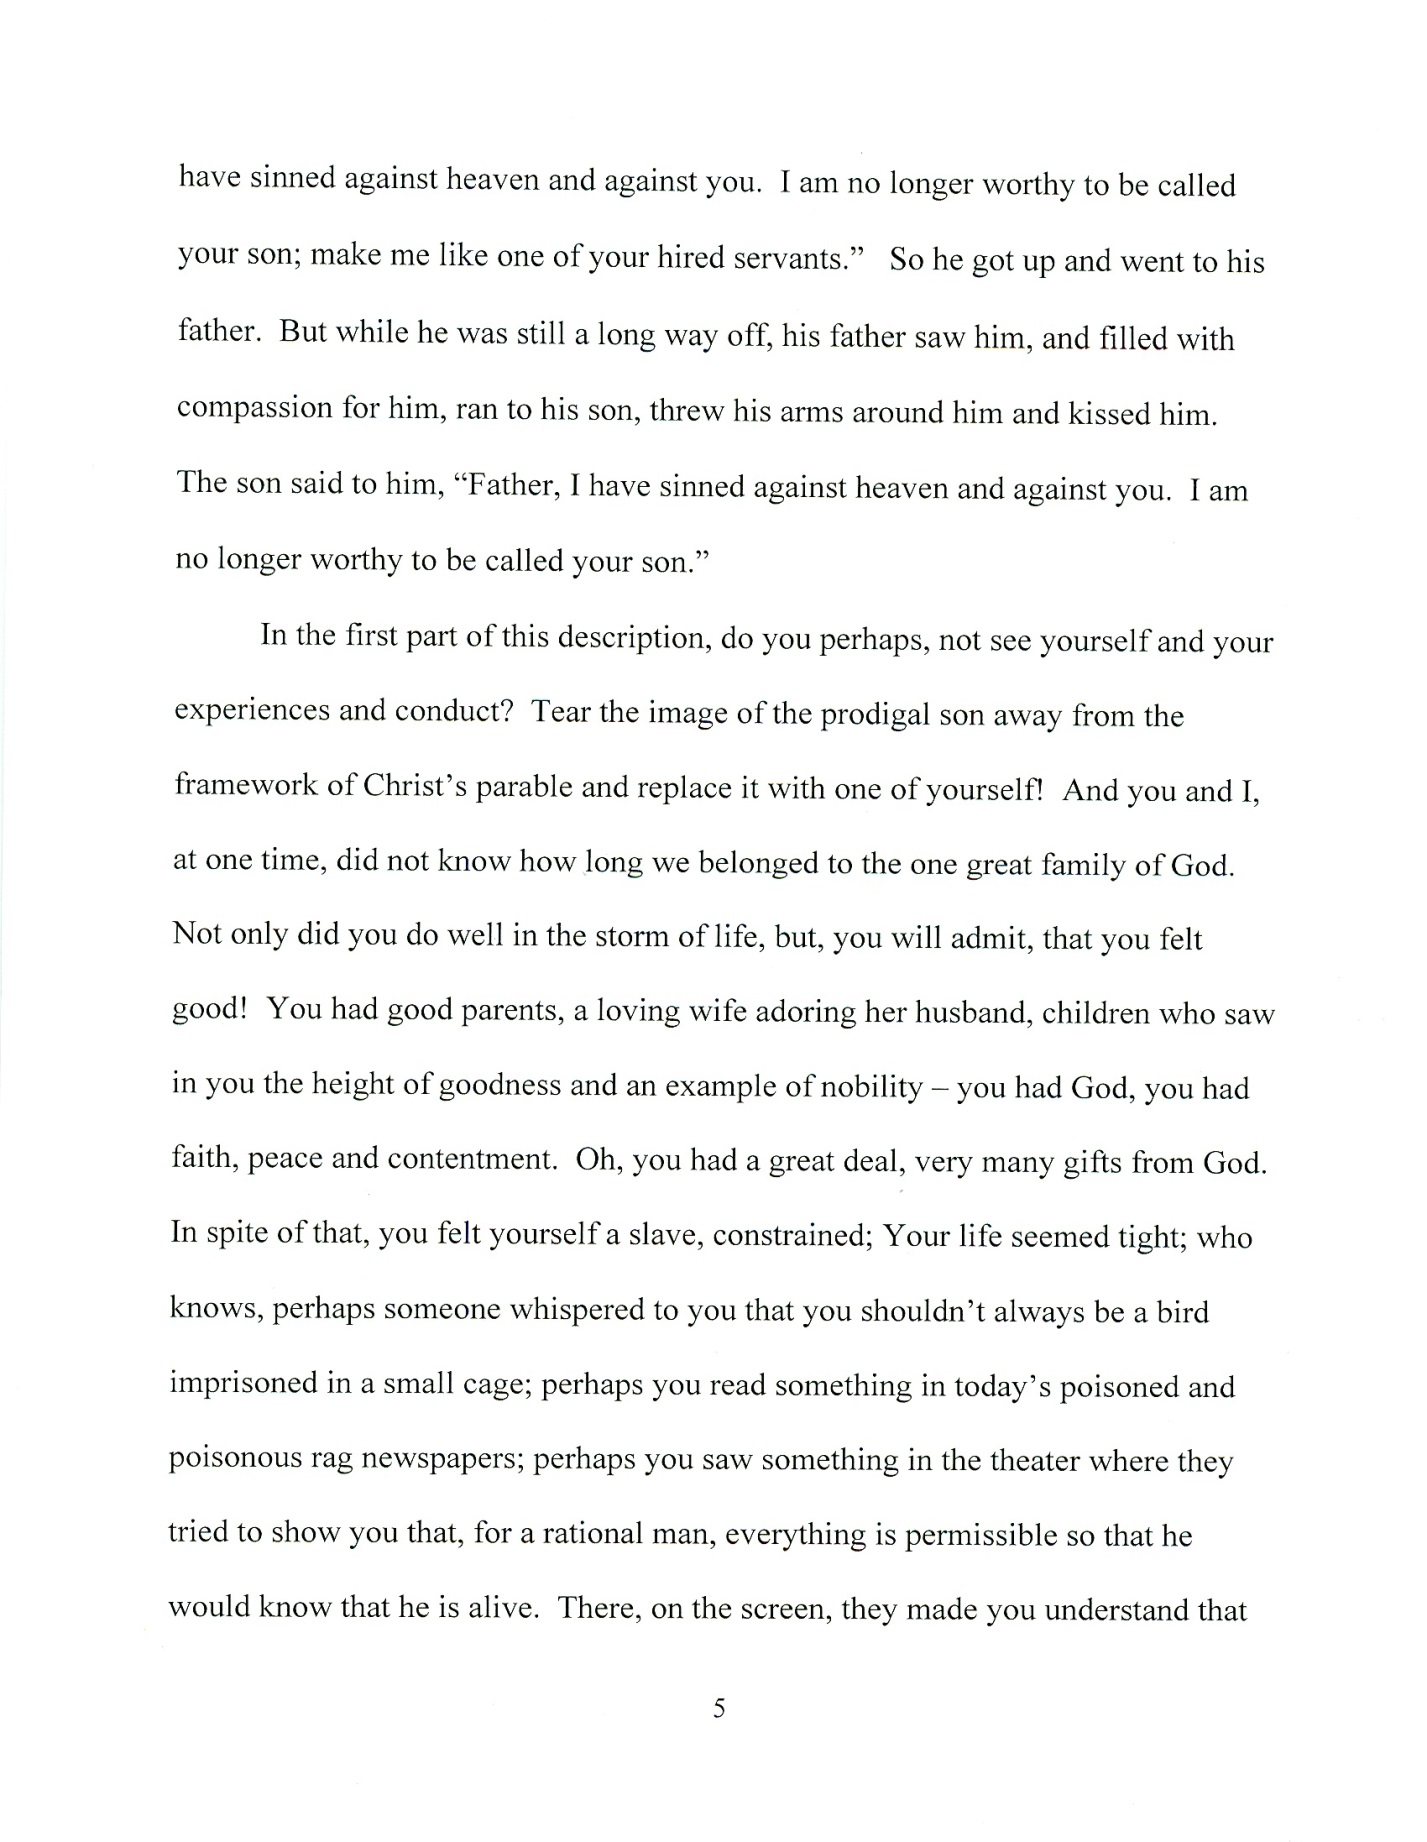 have sinned against heaven and against you.  I am no longer worthy to be called
your son; make me like one of your hired servants.”   So he got up and went to his
father.  But while he was still a long way off, his father saw him, and filled with
compassion for him, ran to his son, threw his arms around him and kissed him.
The son said to him, “Father, I have sinned against heaven and against you.  I am
no longer worthy to be called your son.”
In the first part of this description, do you perhaps, not see yourself and your
experiences and conduct?  Tear the image of the prodigal son away from the
framework of Christ’s parable and replace it with one of yourself!  And you and I,
at one time, did not know how long we belonged to the one great family of God.
Not only did you do well in the storm of life, but, you will admit, that you felt
good!  You had good parents, a loving wife adoring her husband, children who saw
in you the height of goodness and an example of nobility – you had God, you had
faith, peace and contentment.  Oh, you had a great deal, very many gifts from God.
In spite of that, you felt yourself a slave, constrained; Your life seemed tight; who
knows, perhaps someone whispered to you that you shouldn’t always be a bird
imprisoned in a small cage; perhaps you read something in today’s poisoned and
poisonous rag newspapers; perhaps you saw something in the theater where they
tried to show you that, for a rational man, everything is permissible so that he
would know that he is alive.  There, on the screen, they made you understand that
5